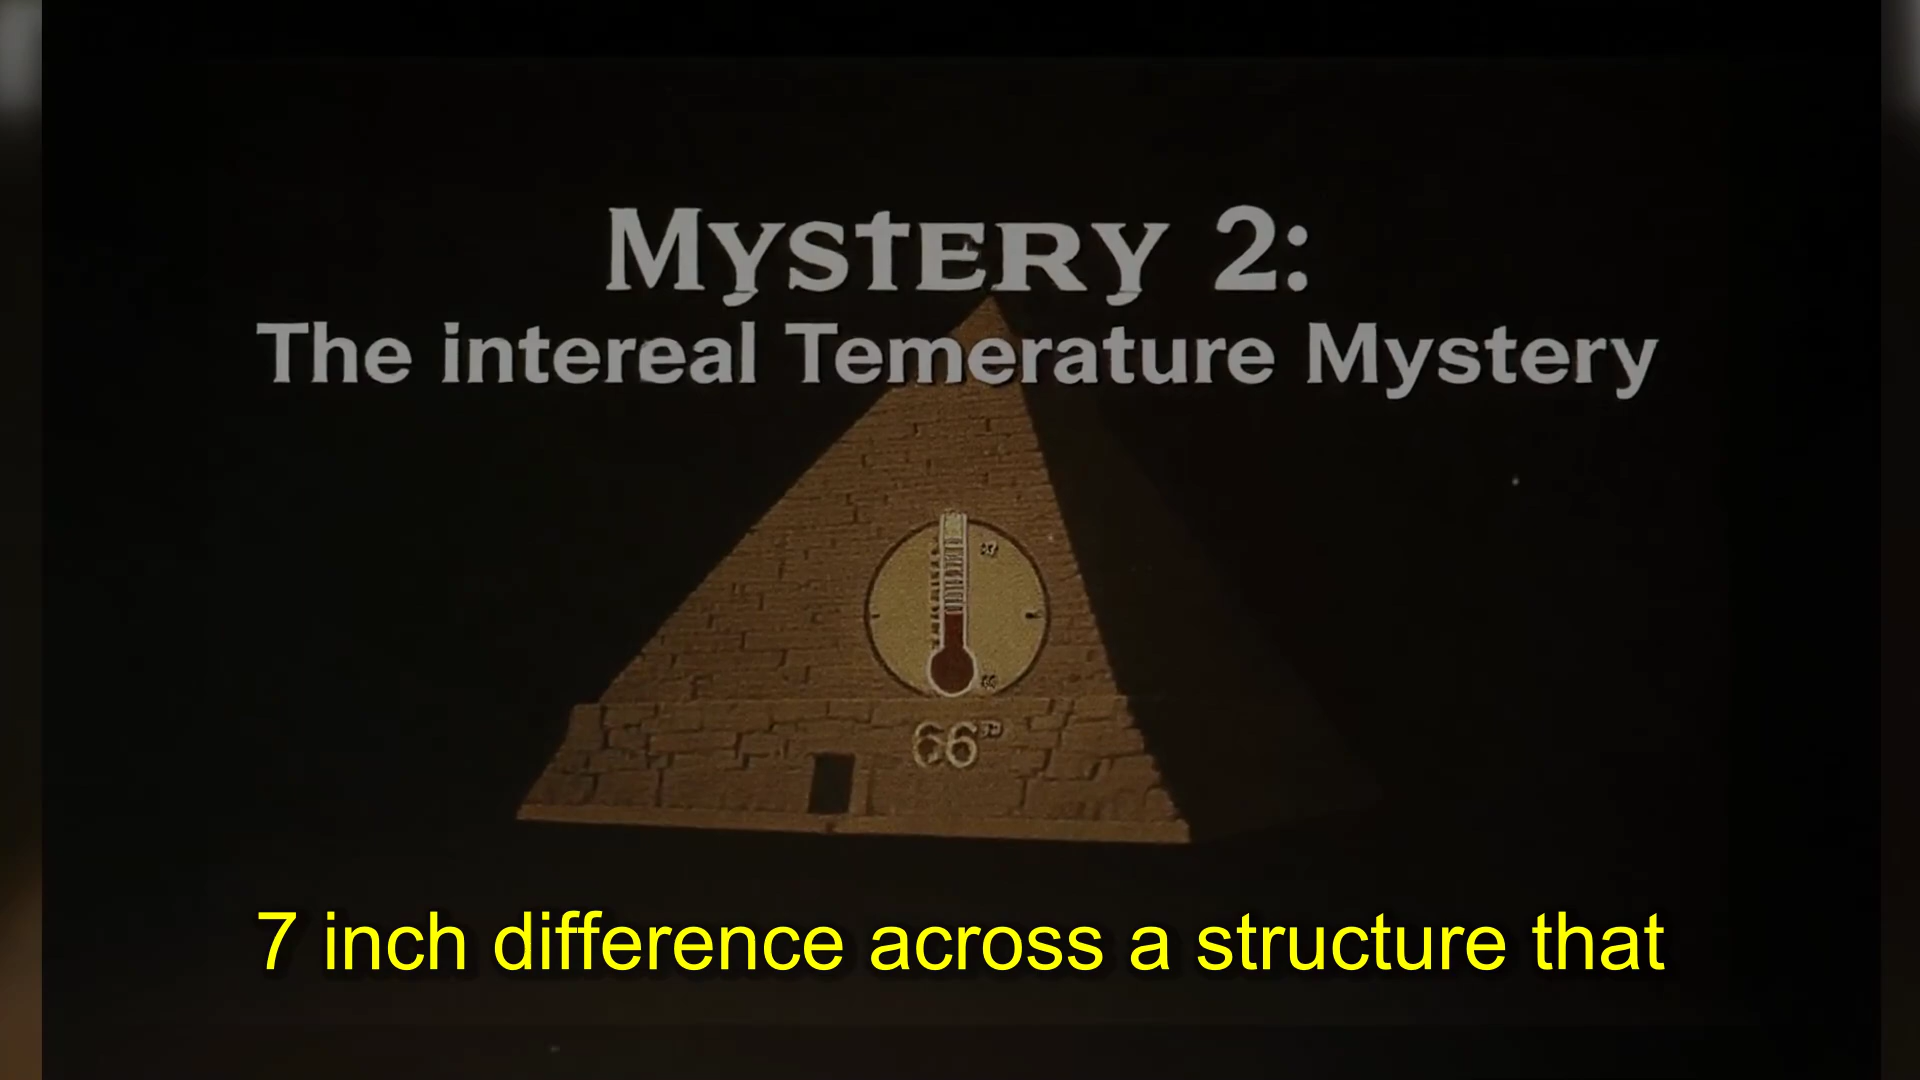 Mystery 2:
The intereal Temerature Mystery
66
7 inch difference across a structure that